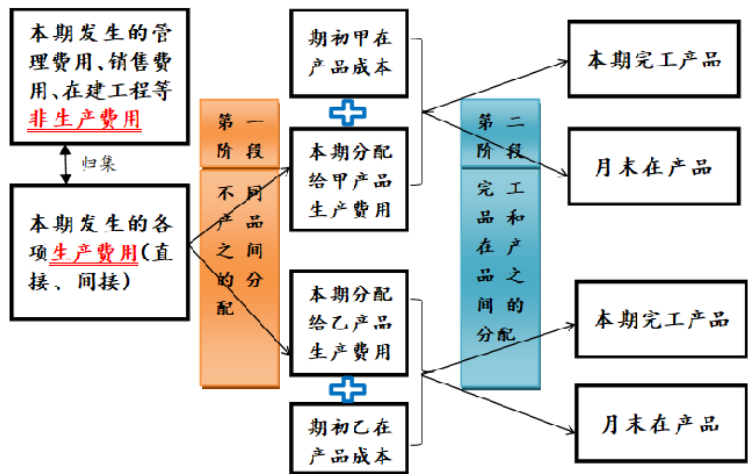 本期发生的管
理费用、销售费
用、在建工程等
非生产费用
归集
本期发生的各
项生产费用(直
接、间接)
第一
阶段
不同
产品
之间
的分
配
期初甲在
产品成本
本期分配
给甲产品
生产费用
本期分配
给乙产品
生产费用
期初乙在
产品成本
第二
阶段
完工
品和
在产
品之
间的
分配
本期完工产品
月末在产品
本期完工产品
月末在产品